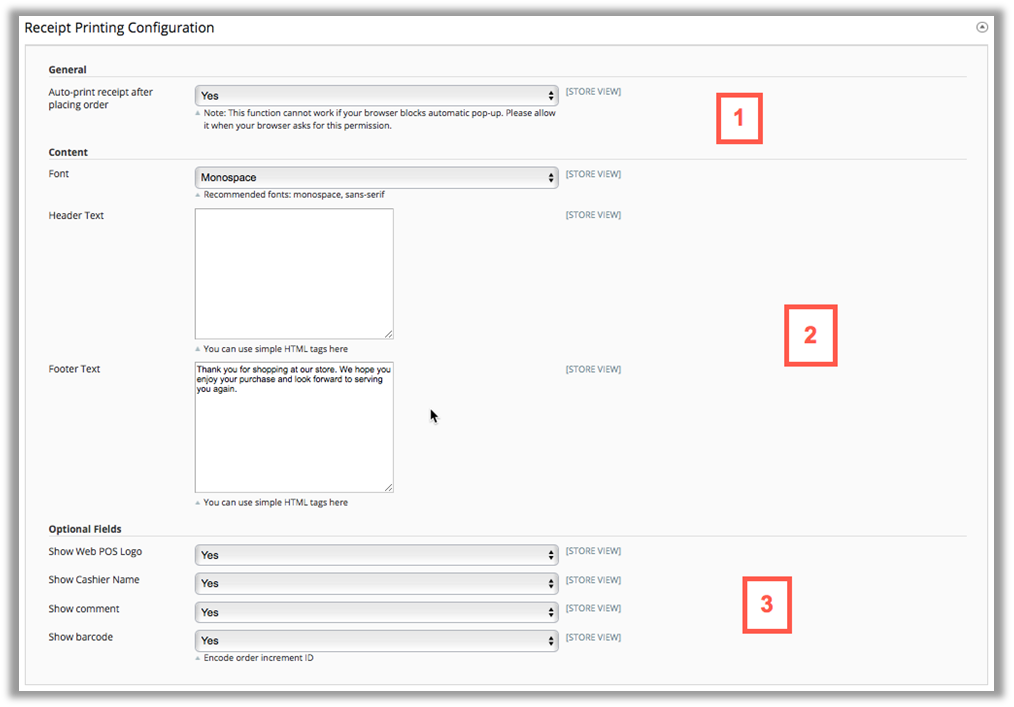 Receipt Printing Configuration
General
Auto-print receipt after
placing order
Yes
[STORE VIEW]
Note: This function cannot work if your browser blocks automatic pop-up. Please allow
it when your browser asks for this permission.
1
Content
Font
Monospace
[STORE VIEW]
Recommended fonts: monospace, sans-serif
Header Text
[STORE VIEW]
2
You can use simple HTML tags here
Footer Text
Thank you for shopping at our store. We hope you
enjoy your purchase and look forward to serving
you again.
[STORE VIEW]
You can use simple HTML tags here
Optional Fields
Show Web POS Logo
Yes
[STORE VIEW]
Show Cashier Name
Yes
[STORE VIEW]
3
Show comment
Yes
[STORE VIEW]
Show barcode
Yes
[STORE VIEW]
Encode order increment ID